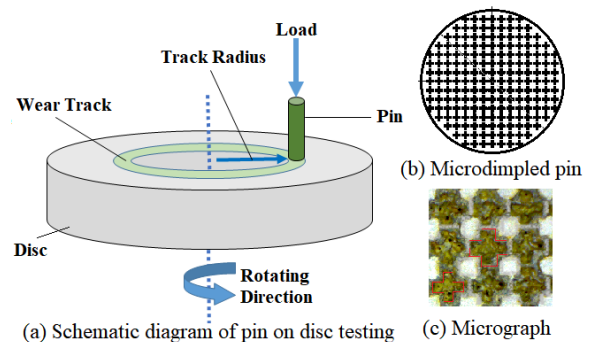 Load
Track Radius
Wear Track
Pin
(b) Microdimpled pin
Disc
Rotating
Direction
(a) Schematic diagram of pin on disc testing
(c) Micrograph